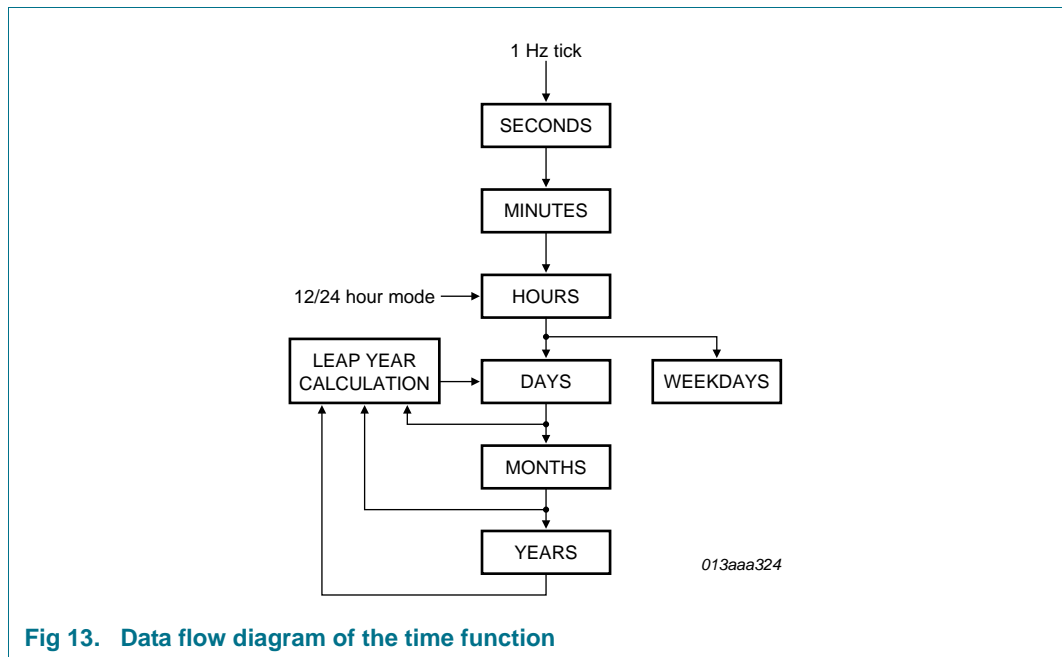 1 Hz tick
SECONDS
MINUTES
12/24 hour mode
HOURS
LEAP YEAR
CALCULATION
DAYS
WEEKDAYS
MONTHS
YEARS
013aaa324
Fig 13. Data flow diagram of the time function